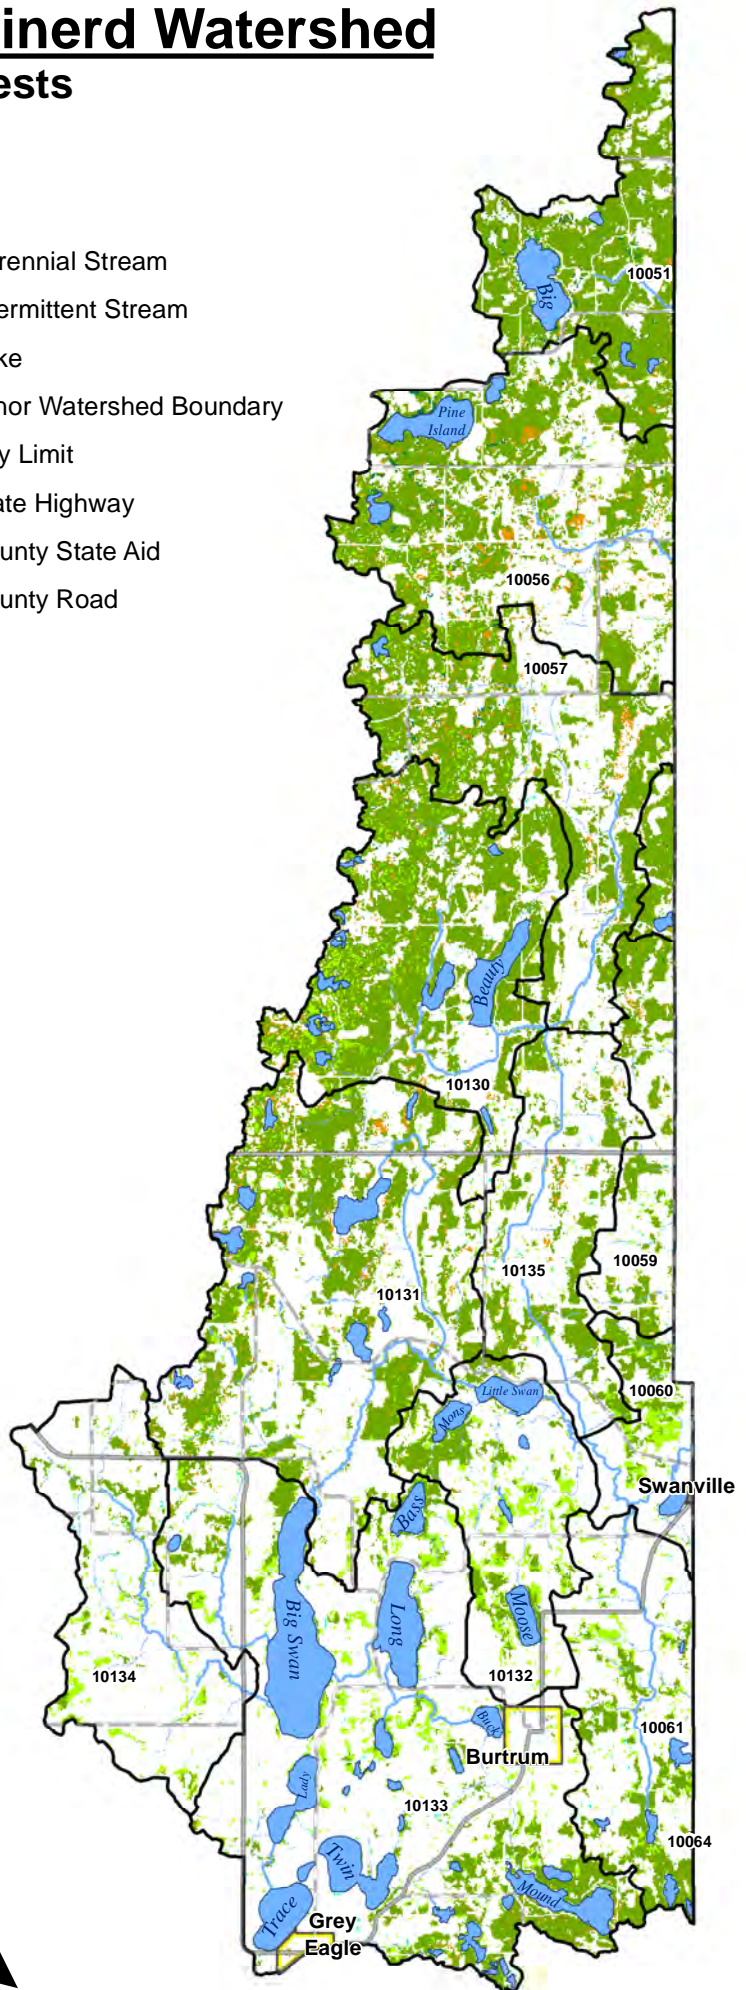 inerd Watershed
ests
rennial Stream
ermittent Stream
ke
nor Watershed Boundary
y Limit
ate Highway
unty State Aid
unty Road
10051
Big
Pine
Island
10056
10057
Beauty
10130
10059
10135
10131
10060
Little Swan
Mons
Swanville
Bass
Moose
Long
Big Swan
10134
10132
Buck
10061
Burtrum
Lady
10133
10064
Twin
Mound
Trace
Grey
Eagle